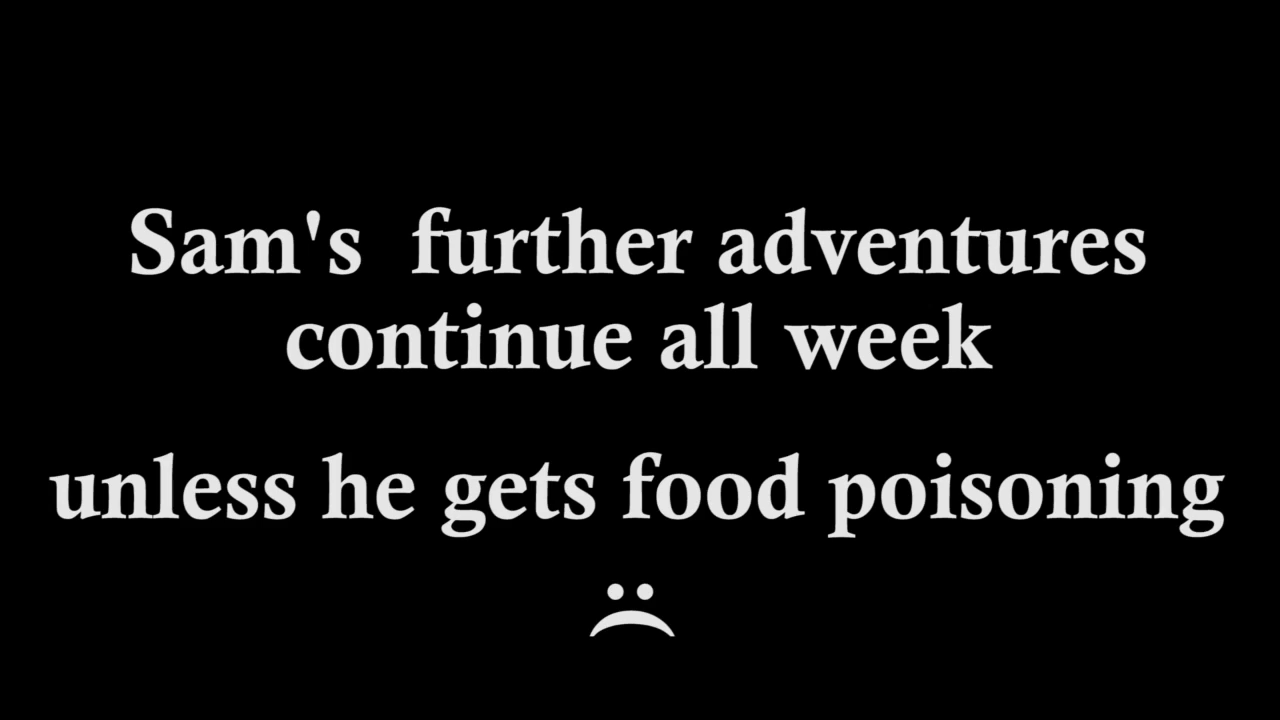 Sam's  further adventures
continue all week
unless he gets food poisoning
:(